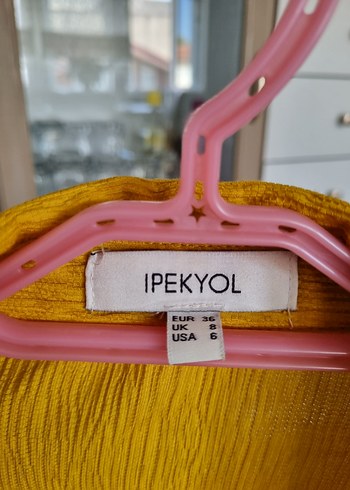 IPEKYOL
EUR 36
UK 8
USA 6